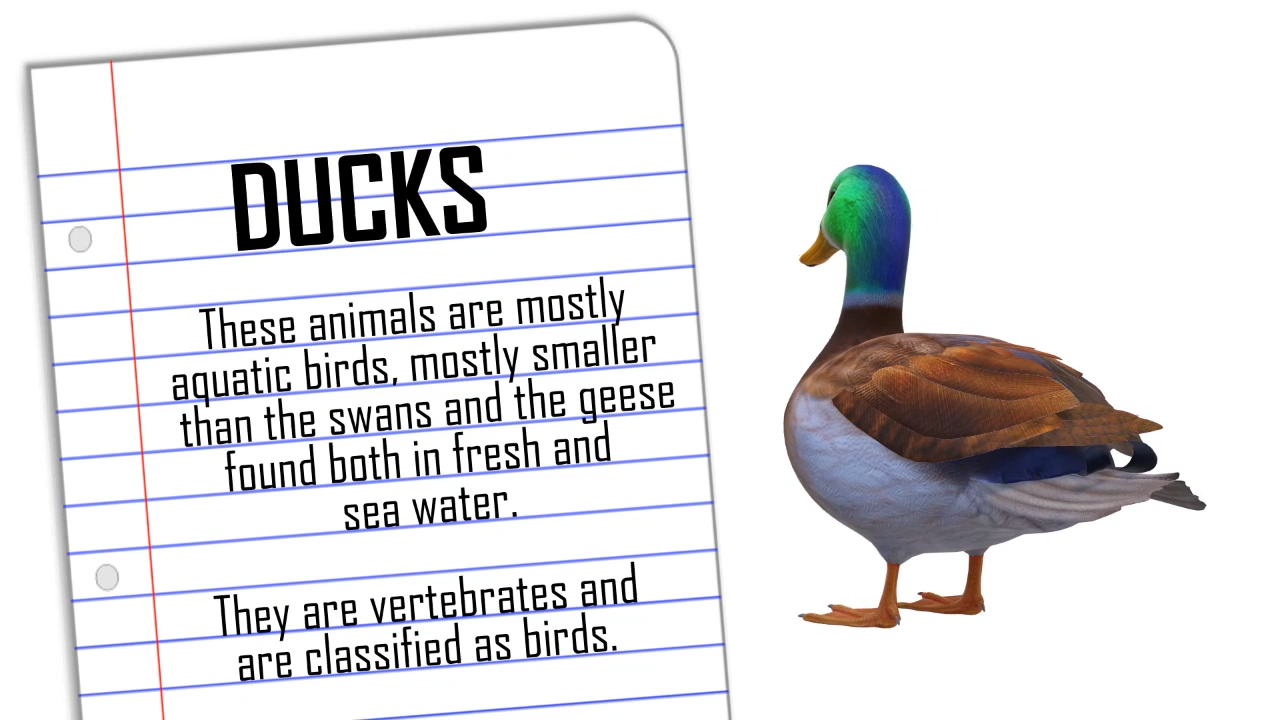 DUCKS
These animals are mostly
aquatic birds, mostly smaller
than the swans and the geese
found both in fresh and
sea water.
They are vertebrates and
are classified as birds.